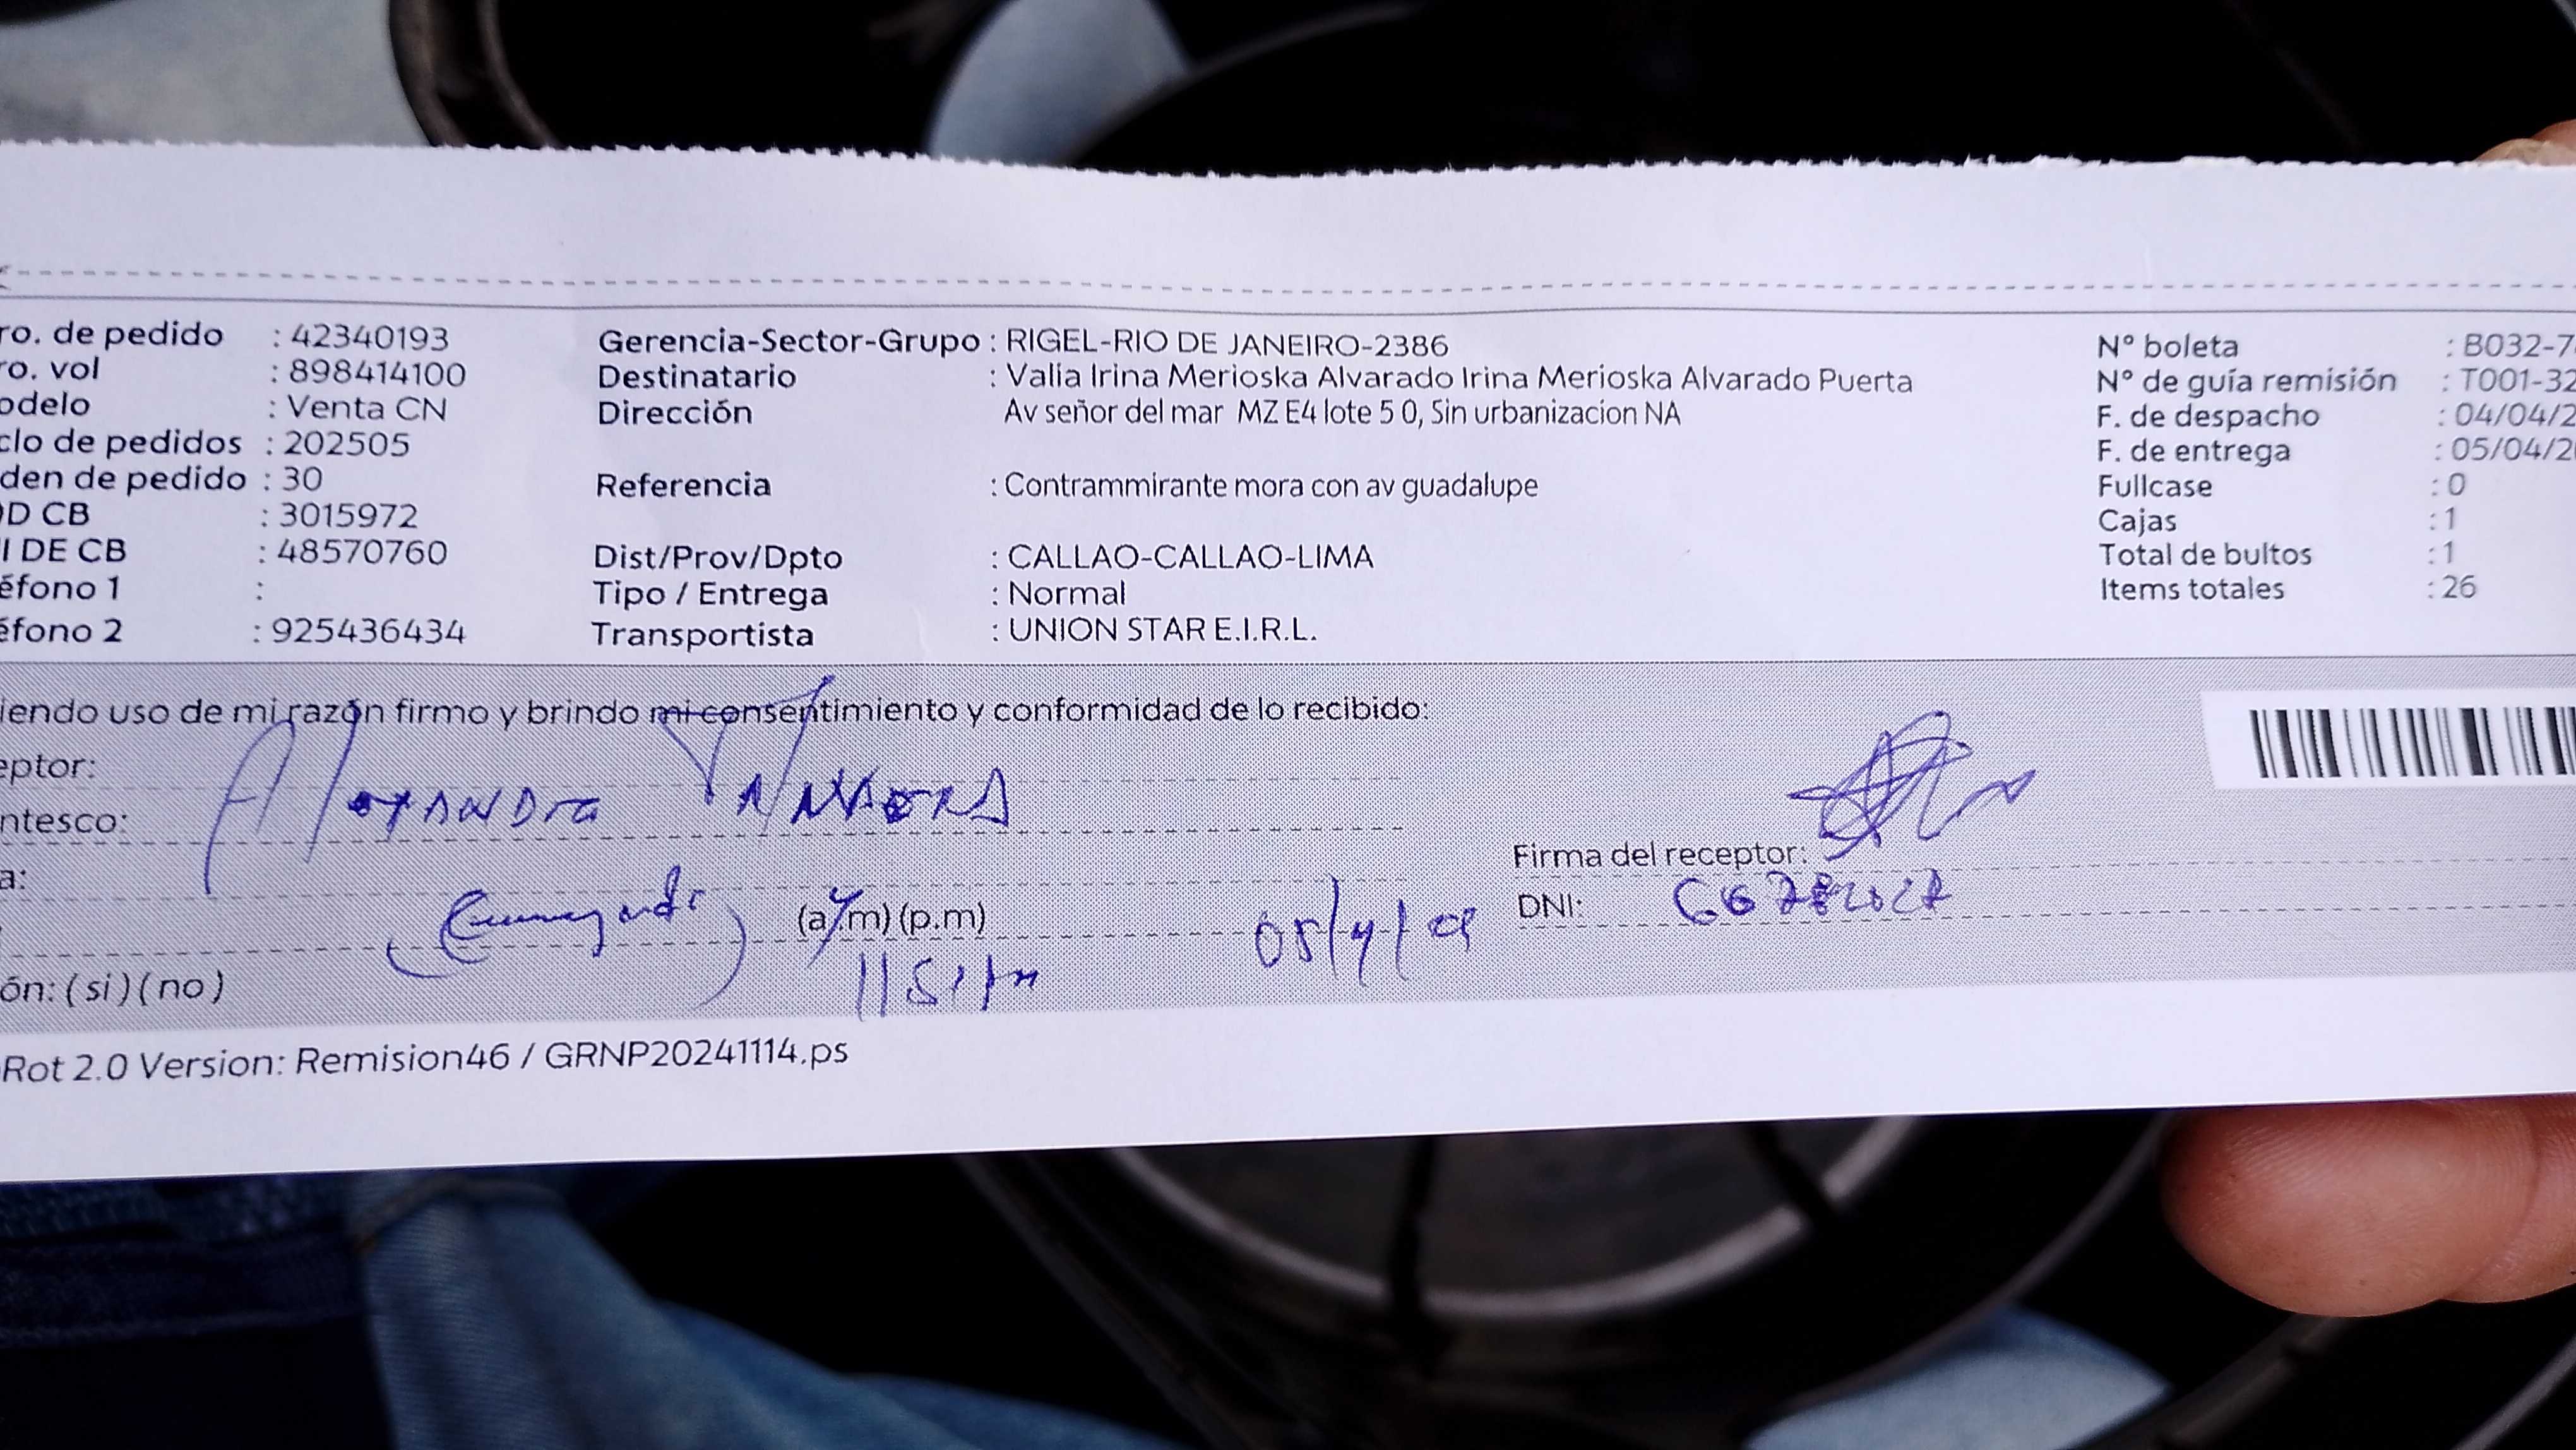 ro. de pedido : 42340193 Gerencia-Sector-Grupo : RIGEL-RIO DE JANEIRO-2386 N° boleta : B032-7
ro. vol : 898414100 Destinatario : Valia Irina Merioska Alvarado Irina Merioska Alvarado Puerta N° de guía remisión : T001-32
odelo : Venta CN Dirección Av señor del mar MZ E4 lote 5 0, Sin urbanizacion NA F. de despacho : 04/04/2
clo de pedidos : 202505 F. de entrega : 05/04/2
den de pedido : 30 Referencia : Contrammirante mora con av guadalupe Fullcase : 0
D CB : 3015972 Cajas : 1
I DE CB : 48570760 Dist/Prov/Dpto : CALLAO-CALLAO-LIMA Total de bultos : 1
éfono 1 : Tipo / Entrega : Normal Items totales : 26
éfono 2 : 925436434 Transportista : UNION STAR E.I.R.L.
iendo uso de mi razón firmo y brindo mi consentimiento y conformidad de lo recibido:
eptor:
ntesco:
Firma del receptor:
a: (a.m) (p.m) DNI:
05/4/
ón: ( si ) ( no )
Rot 2.0 Version: Remision46 / GRNP20241114.ps